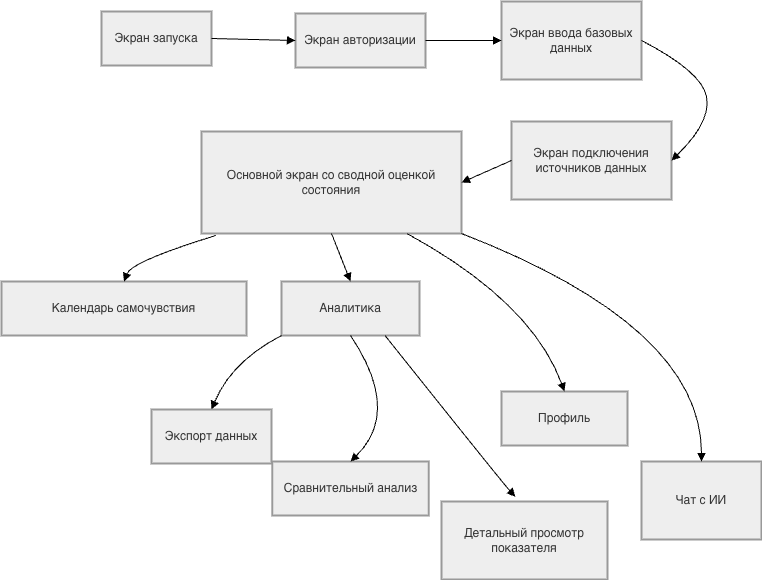 Экран запуска
Экран авторизации
Экран ввода базовых
данных
Экран подключения
источников данных
Основной экран со сводной оценкой
состояния
Календарь самочувствия
Аналитика
Профиль
Экспорт данных
Сравнительный анализ
Чат с ИИ
Детальный просмотр
показателя